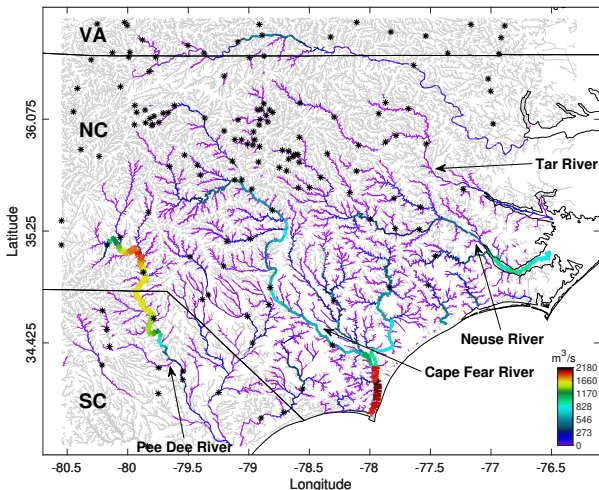 VA
36.075
NC
Tar River
35.25
Latitude
Neuse River
34.425
Cape Fear River
m³/s
2180
1660
1170
828
546
273
0
SC
Pee Dee River
-80.5
-80
-79.5
-79
-78.5
-78
-77.5
-77
-76.5
Longitude